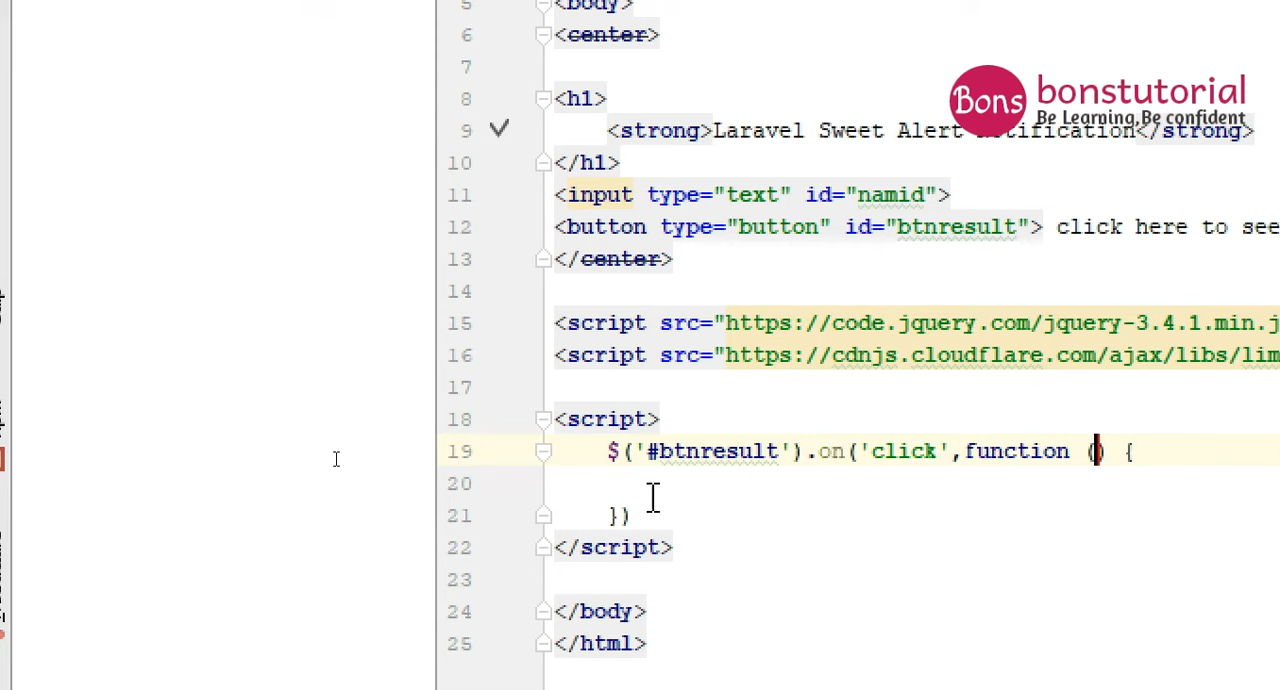 5 <body>
6 <center>
7
8 <h1>
9 <strong>Laravel Sweet Alert Notification</strong>
10 </h1>
11 <input type="text" id="namid">
12 <button type="button" id="btnresult"> click here to see
13 </center>
14
15 <script src="https://code.jquery.com/jquery-3.4.1.min.j
16 <script src="https://cdnjs.cloudflare.com/ajax/libs/lim
17
18 <script>
19 $('#btnresult').on('click',function () {
20
21 })
22 </script>
23
24 </body>
25 </html>
Bons
bonstutorial
Be Learning,Be confident